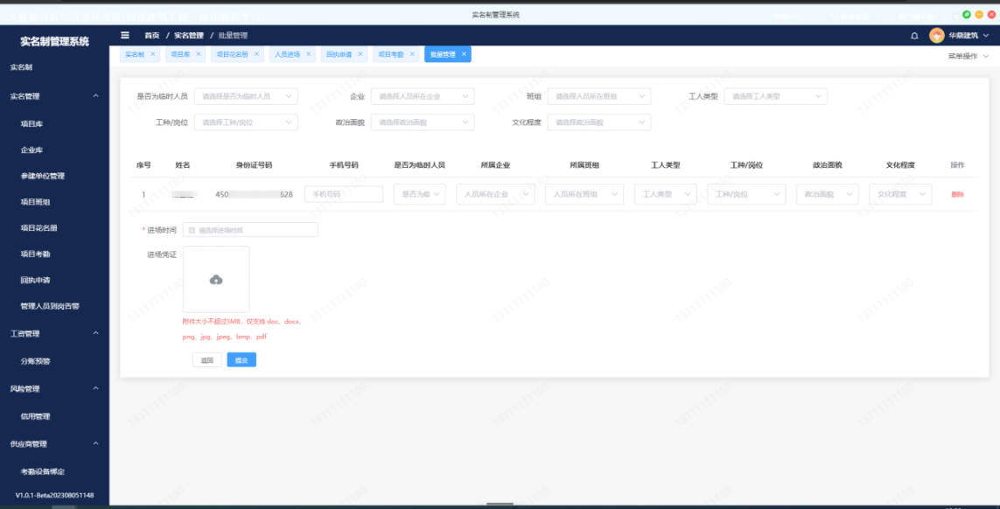 实名制管理系统
实名制管理系统
首页 / 实名管理 / 批量管理
华鼎建筑
实名制 × 项目库 × 项目花名册 × 人员进场 × 回执申请 × 项目考勤 × 批量管理 ×
菜单操作
实名制
实名管理
项目库
企业库
参建单位管理
项目班组
项目花名册
项目考勤
回执申请
管理人员到岗告警
工资管理
分账预警
风险管理
信用管理
供应商管理
考勤设备绑定
V1.0.1-Beta202308051148
是否为临时人员 请选择是否为临时人员 企业 请选择人员所在企业 班组 请选择人员所在班组 工人类型 请选择工人类型
工种/岗位 请选择工种/岗位 政治面貌 请选择政治面貌 文化程度 请选择文化程度
序号 姓名 身份证号码 手机号码 是否为临时人员 所属企业 所属班组 工人类型 工种/岗位 政治面貌 文化程度 操作
1 450 628 手机号码 是否为临 人员所在企业 人员所在班组 工人类型 工种/岗位 政治面貌 文化程度 删除
* 进场时间 请选择进场时间
进场凭证
附件大小不超过5MB，仅支持 doc、docx、
png、jpg、jpeg、bmp、pdf
返回 提交